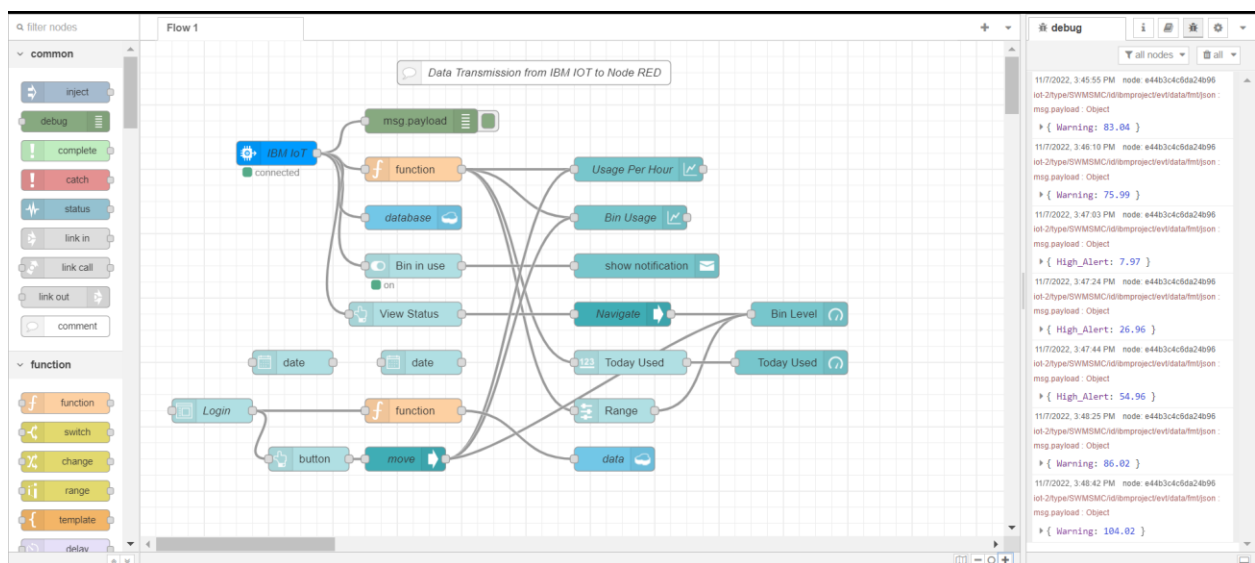 filter nodes
common
inject
debug
complete
catch
status
link in
link call
link out
comment
function
function
switch
change
range
template
delay
Flow 1
Data Transmission from IBM IOT to Node RED
msg.payload
IBM IoT
connected
function
Usage Per Hour
database
Bin Usage
Bin in use
on
show notification
View Status
Navigate
Bin Level
date
date
123 Today Used
Today Used
Login
function
Range
button
move
data
debug
all nodes
all
11/7/2022, 3:45:55 PM node: e44b3c4c6da24b96
iot-2/type/SWMSMC/id/ibmproject/evt/data/fmt/json :
msg.payload : Object
{ Warning: 83.04 }
11/7/2022, 3:46:10 PM node: e44b3c4c6da24b96
iot-2/type/SWMSMC/id/ibmproject/evt/data/fmt/json :
msg.payload : Object
{ Warning: 75.99 }
11/7/2022, 3:47:03 PM node: e44b3c4c6da24b96
iot-2/type/SWMSMC/id/ibmproject/evt/data/fmt/json :
msg.payload : Object
{ High_Alert: 7.97 }
11/7/2022, 3:47:24 PM node: e44b3c4c6da24b96
iot-2/type/SWMSMC/id/ibmproject/evt/data/fmt/json :
msg.payload : Object
{ High_Alert: 26.96 }
11/7/2022, 3:47:44 PM node: e44b3c4c6da24b96
iot-2/type/SWMSMC/id/ibmproject/evt/data/fmt/json :
msg.payload : Object
{ High_Alert: 54.96 }
11/7/2022, 3:48:25 PM node: e44b3c4c6da24b96
iot-2/type/SWMSMC/id/ibmproject/evt/data/fmt/json :
msg.payload : Object
{ Warning: 86.02 }
11/7/2022, 3:48:42 PM node: e44b3c4c6da24b96
iot-2/type/SWMSMC/id/ibmproject/evt/data/fmt/json :
msg.payload : Object
{ Warning: 104.02 }